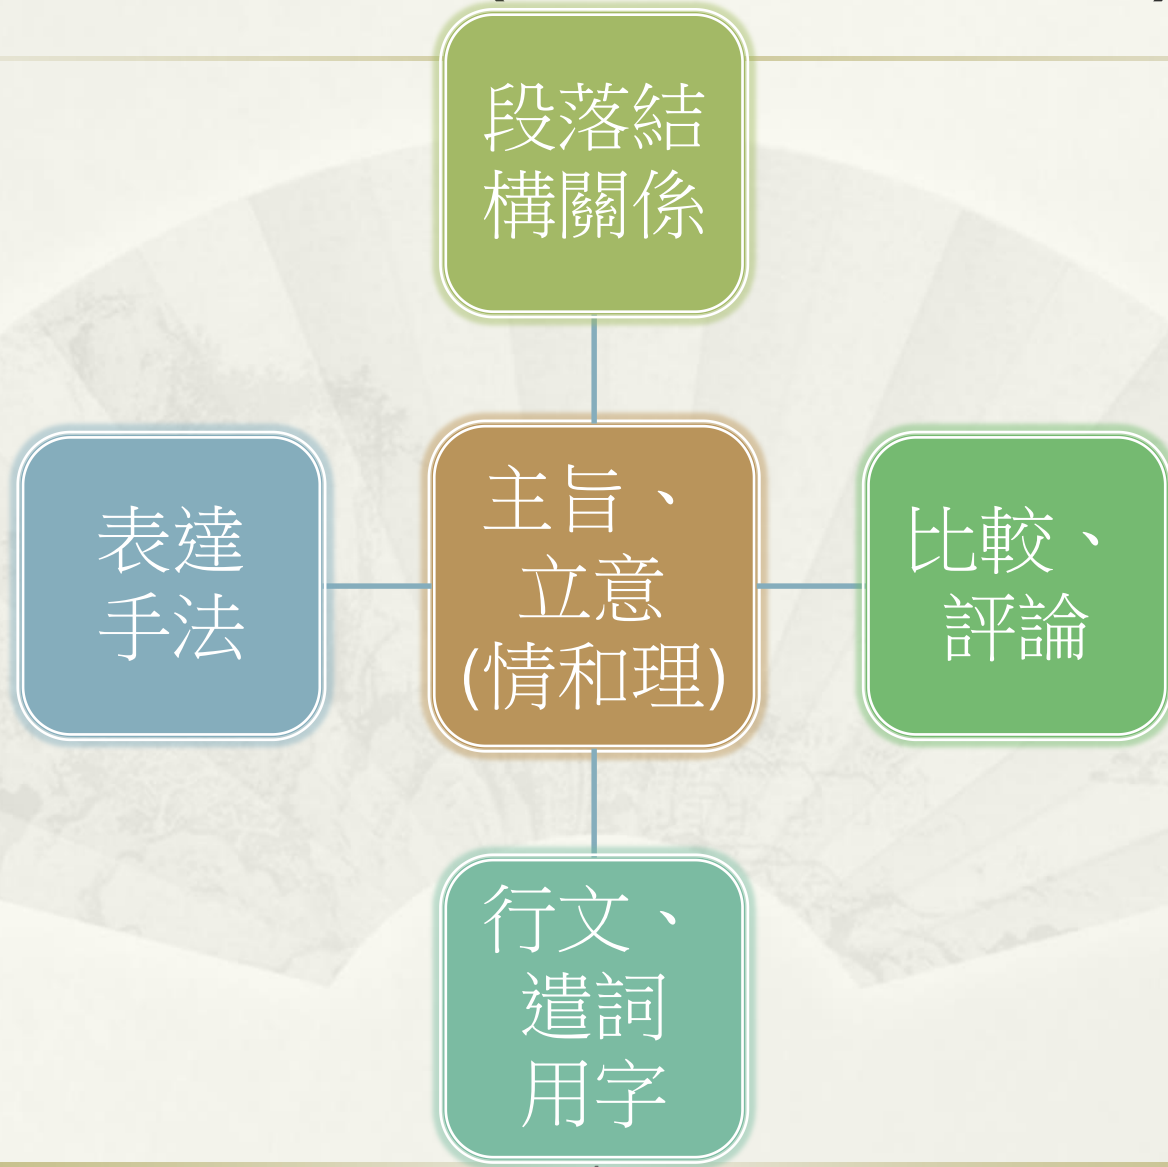 段落結
構關係
表達
手法
主旨、
立意
(情和理)
比較、
評論
行文、
遣詞
用字